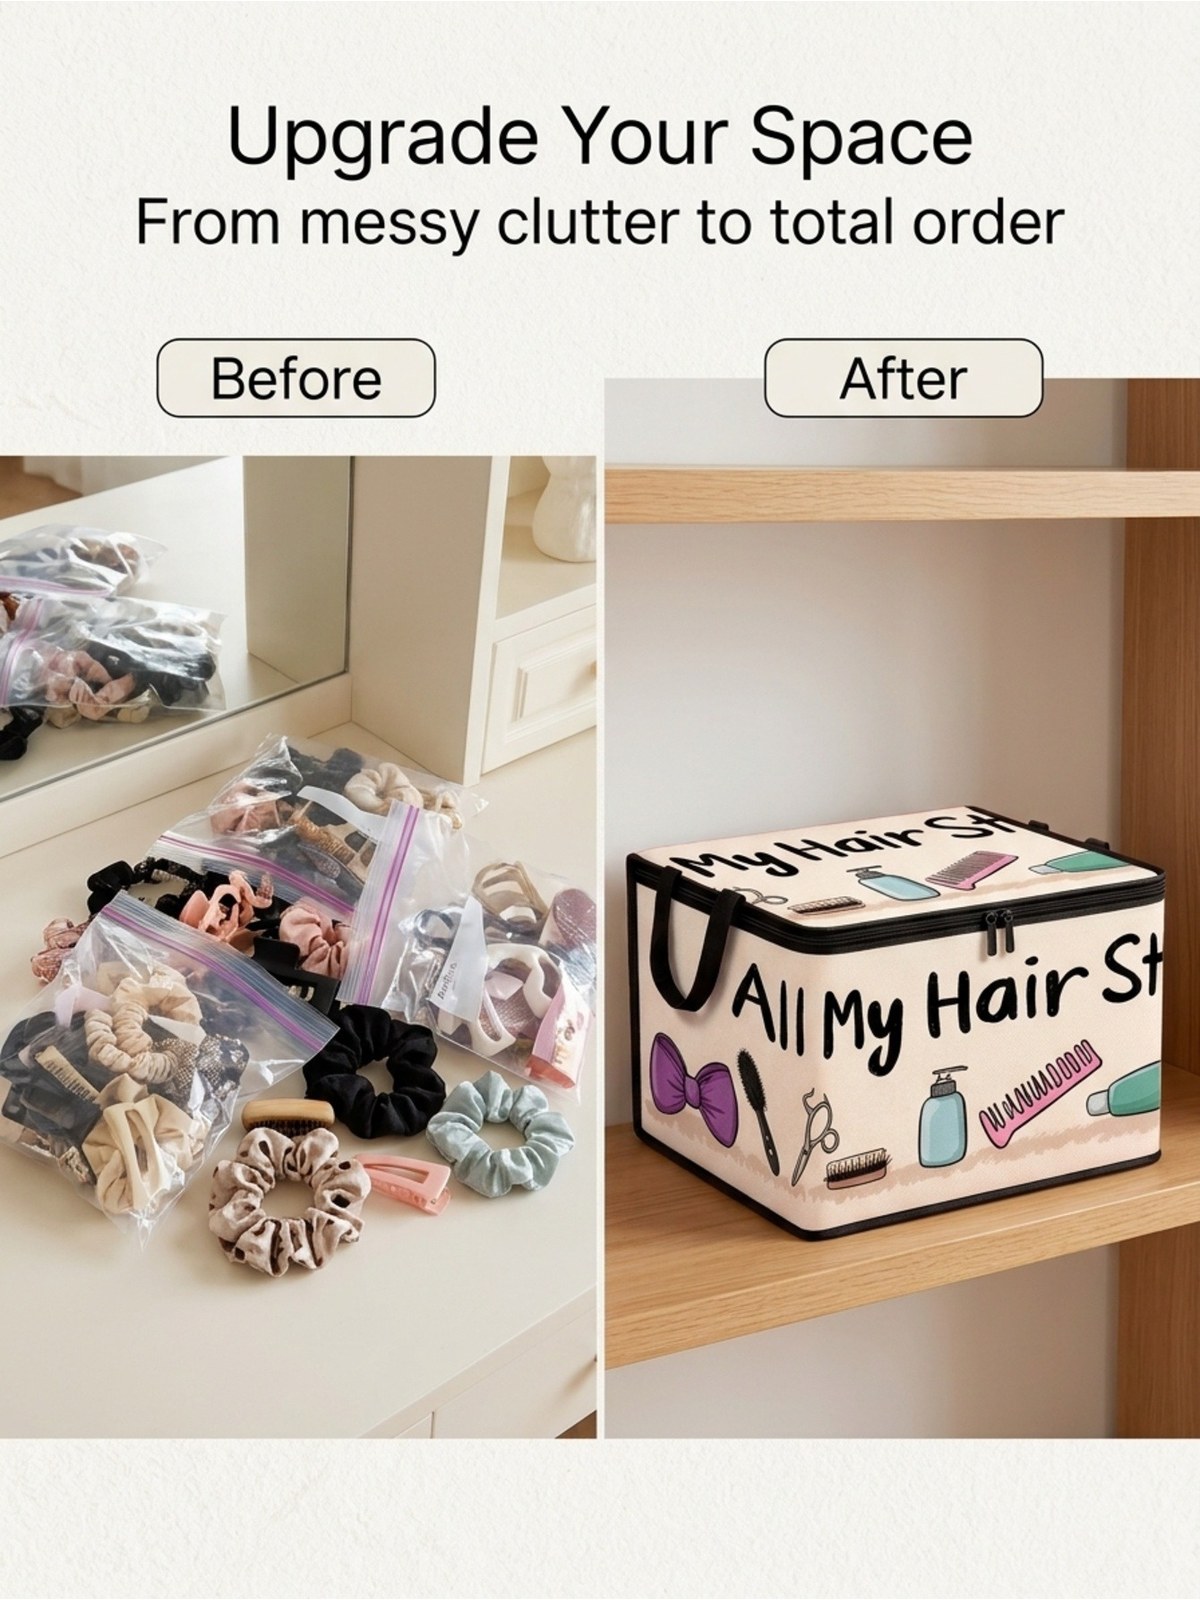 Upgrade Your Space
From messy clutter to total order
Before
After
My Hair St
All My Hair St